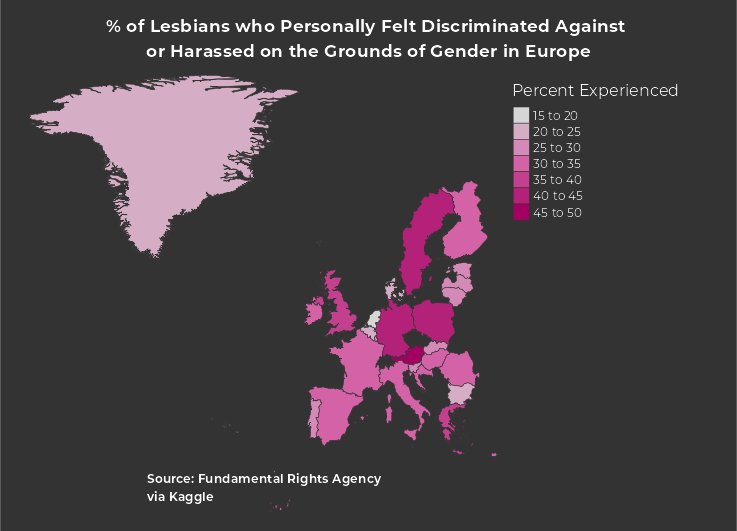 % of Lesbians who Personally Felt Discriminated Against
or Harassed on the Grounds of Gender in Europe
Percent Experienced
15 to 20
20 to 25
25 to 30
30 to 35
35 to 40
40 to 45
45 to 50
Source: Fundamental Rights Agency
via Kaggle